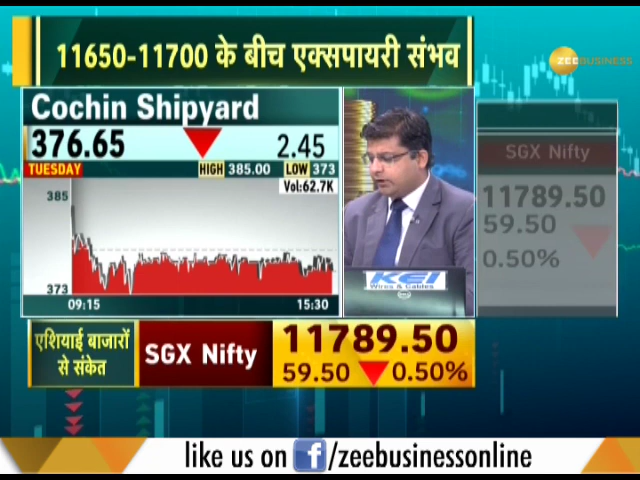 11650-11700 के बीच एक्सपायरी संभव
ZEEBUSINESS
Cochin Shipyard
376.65 2.45
TUESDAY HIGH 385.00 LOW 373
Vol:62.7K
385
373
09:15 15:30
KEI
Wires & Cables
SGX Nifty
11789.50
59.50
0.50%
एशियाई बाजारों
से संकेत
SGX Nifty
11789.50
59.50 0.50%
like us on f/zeebusinessonline